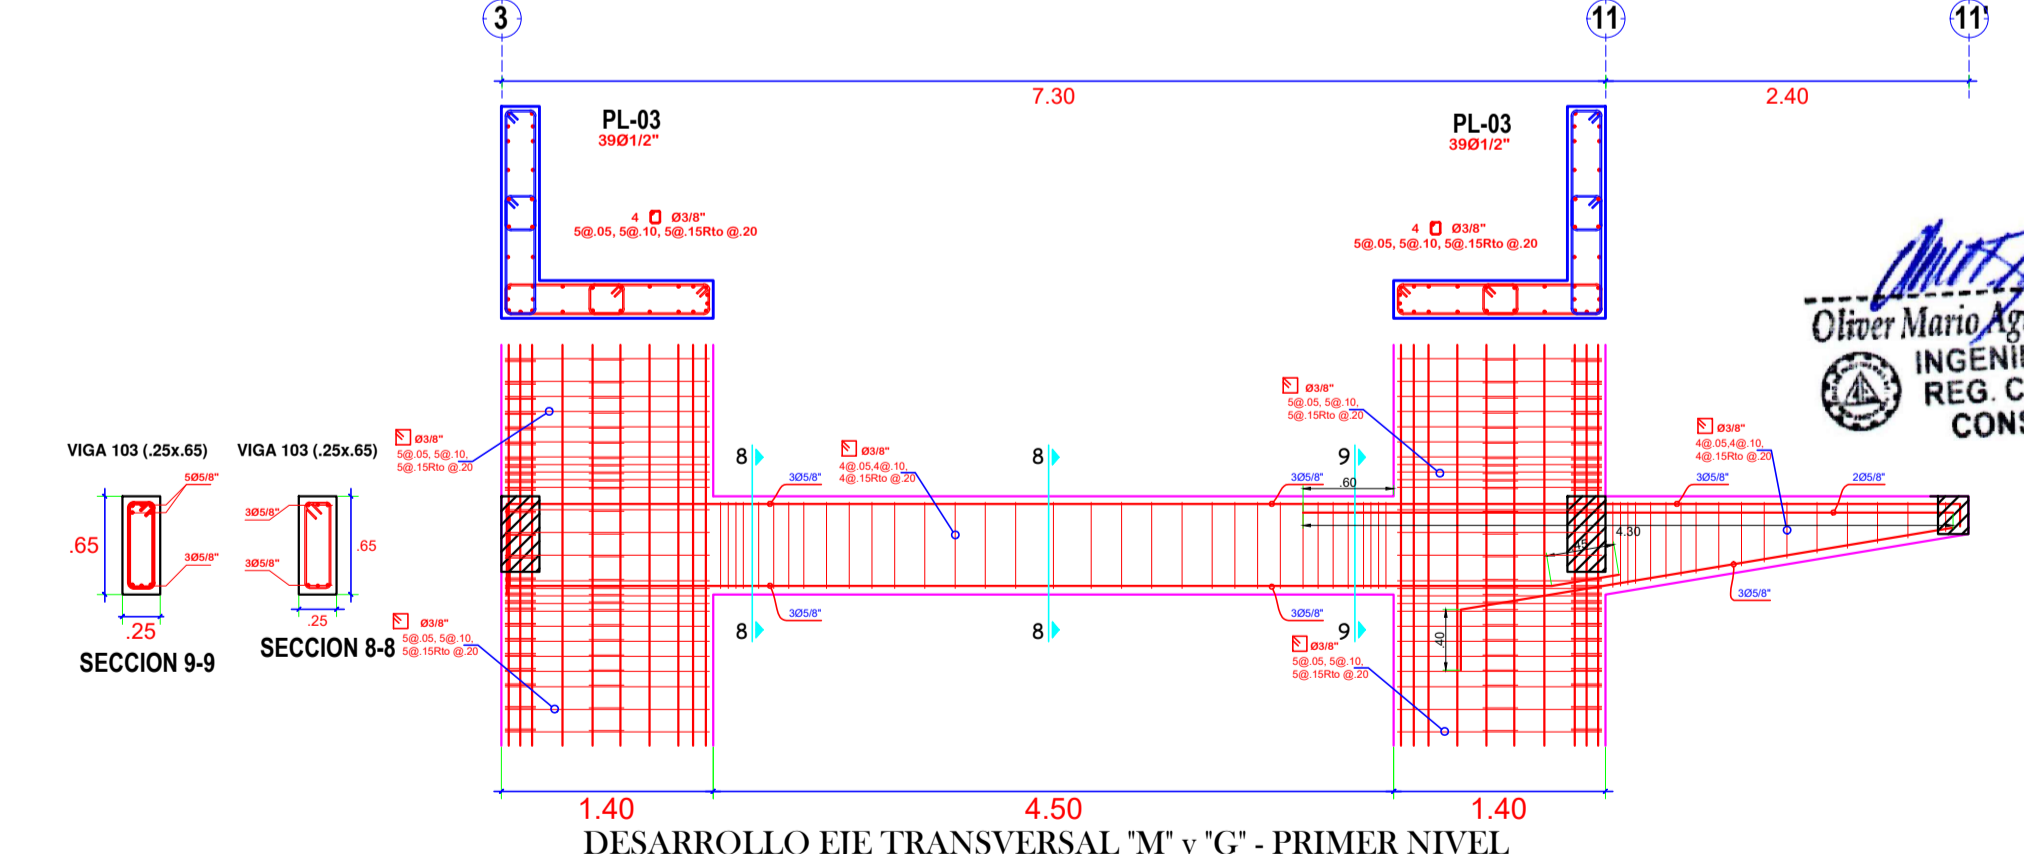 3
11
11'
7.30
2.40
PL-03
39Ø1/2"
PL-03
39Ø1/2"
4 Ø3/8"
5@.05, 5@.10, 5@.15Rto @.20
4 Ø3/8"
5@.05, 5@.10, 5@.15Rto @.20
Oliver Mario
REG.
VIGA 103 (.25x.65)
5Ø5/8"
.65
3Ø5/8"
.25
SECCION 9-9
VIGA 103 (.25x.65)
3Ø5/8"
.65
3Ø5/8"
.25
SECCION 8-8
Ø3/8"
5@.05, 5@.10,
5@.15Rto @.20
Ø3/8"
5@.05, 5@.10,
5@.15Rto @.20
8
8
9
3Ø5/8"
Ø3/8"
4@.05,4@.10,
4@.15Rto @.20
3Ø5/8"
.60
Ø3/8"
5@.05, 5@.10,
5@.15Rto @.20
Ø3/8"
4@.05,4@.10,
4@.15Rto @.20
3Ø5/8"
2Ø5/8"
.45
4.30
3Ø5/8"
8
3Ø5/8"
8
3Ø5/8"
9
.40
Ø3/8"
5@.05, 5@.10,
5@.15Rto @.20
1.40
4.50
1.40
DESARROLLO EJE TRANSVERSAL "M" y "G" - PRIMER NIVEL